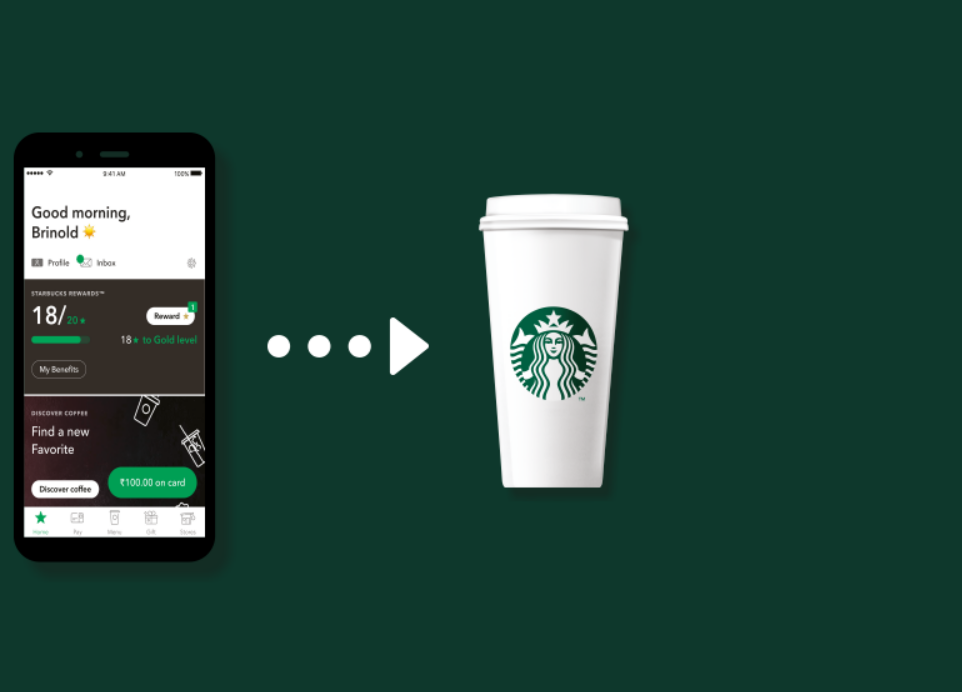 9:41 AM
100%
Good morning,
Brinold
Profile
Inbox
STARBUCKS REWARDS™
18/20★
1
Reward ★
18★ to Gold level
My Benefits
DISCOVER COFFEE
Find a new
Favorite
₹100.00 on card
Discover coffee
Home
Pay
Menu
Gift
Stores
TM